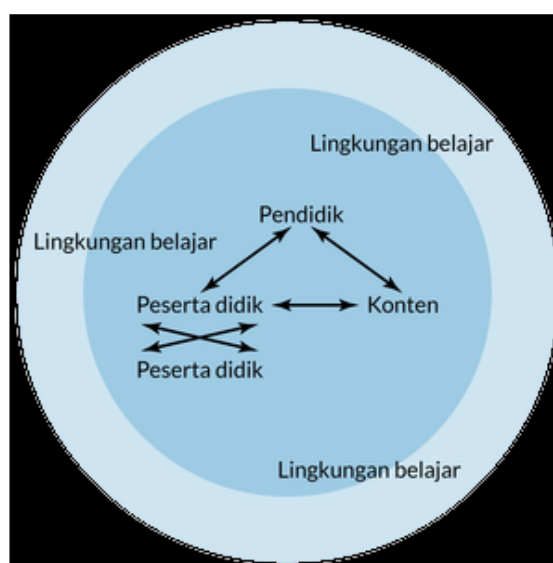 Lingkungan belajar
Pendidik
Lingkungan belajar
Peserta didik
Konten
Peserta didik
Lingkungan belajar